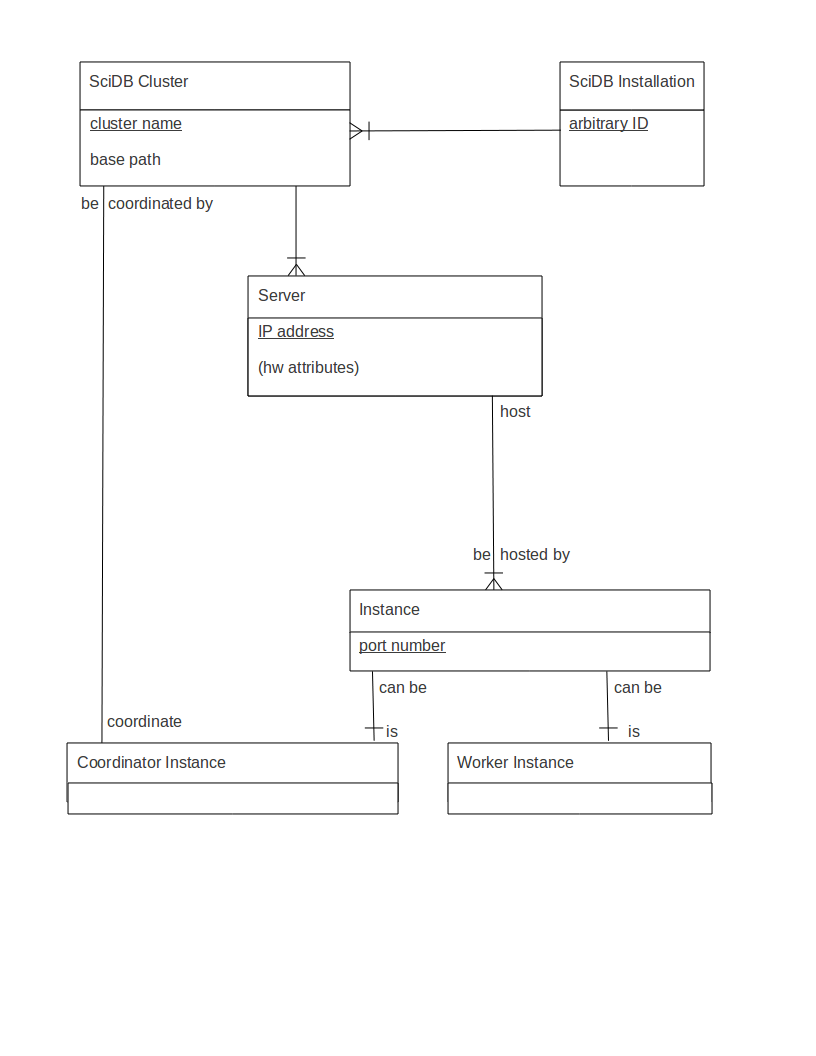 SciDB Cluster
cluster name
base path
SciDB Installation
arbitrary ID
be coordinated by
Server
IP address
(hw attributes)
host
be hosted by
Instance
port number
can be
can be
coordinate
is
is
Coordinator Instance
Worker Instance